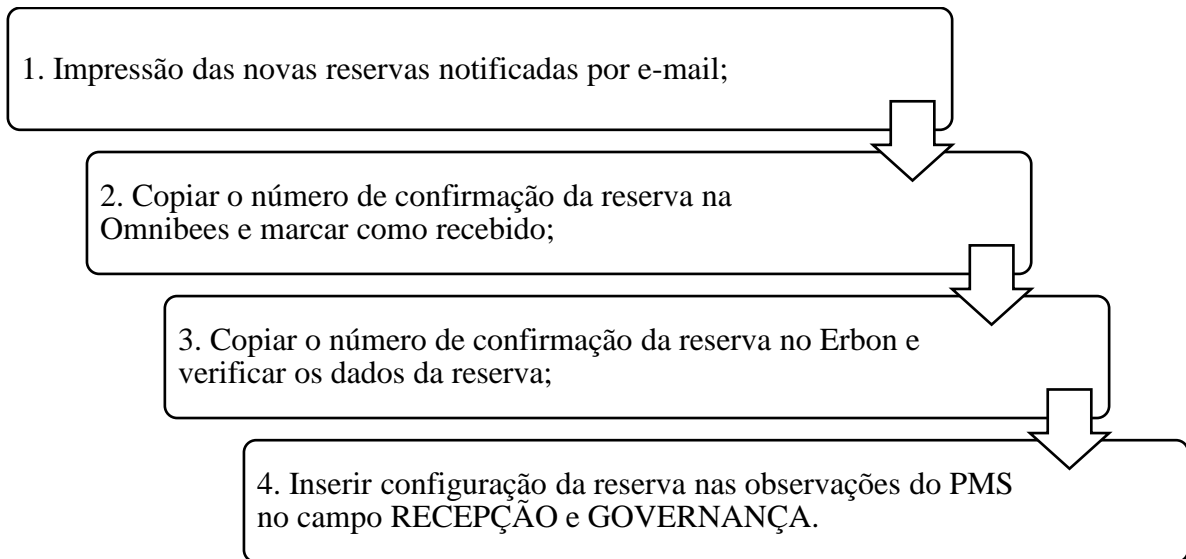 1. Impressão das novas reservas notificadas por e-mail;
2. Copiar o número de confirmação da reserva na
Omnibees e marcar como recebido;
3. Copiar o número de confirmação da reserva no Erbon e
verificar os dados da reserva;
4. Inserir configuração da reserva nas observações do PMS
no campo RECEPÇÃO e GOVERNANÇA.